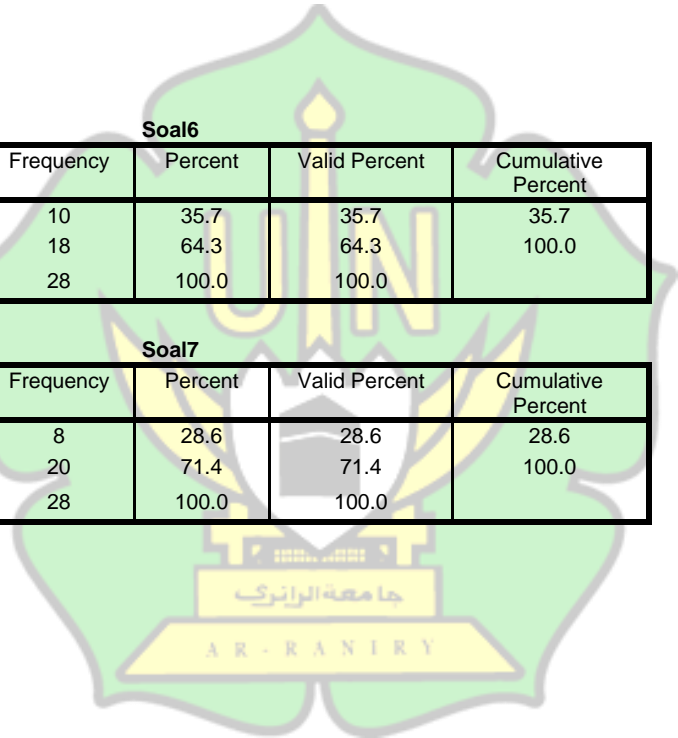 Soal6
Frequency Percent Valid Percent Cumulative
Percent
10 35.7 35.7 35.7
18 64.3 64.3 100.0
28 100.0 100.0
Soal7
Frequency Percent Valid Percent Cumulative
Percent
8 28.6 28.6 28.6
20 71.4 71.4 100.0
28 100.0 100.0
UIN
جامعة الرانري
AR-RANIRY